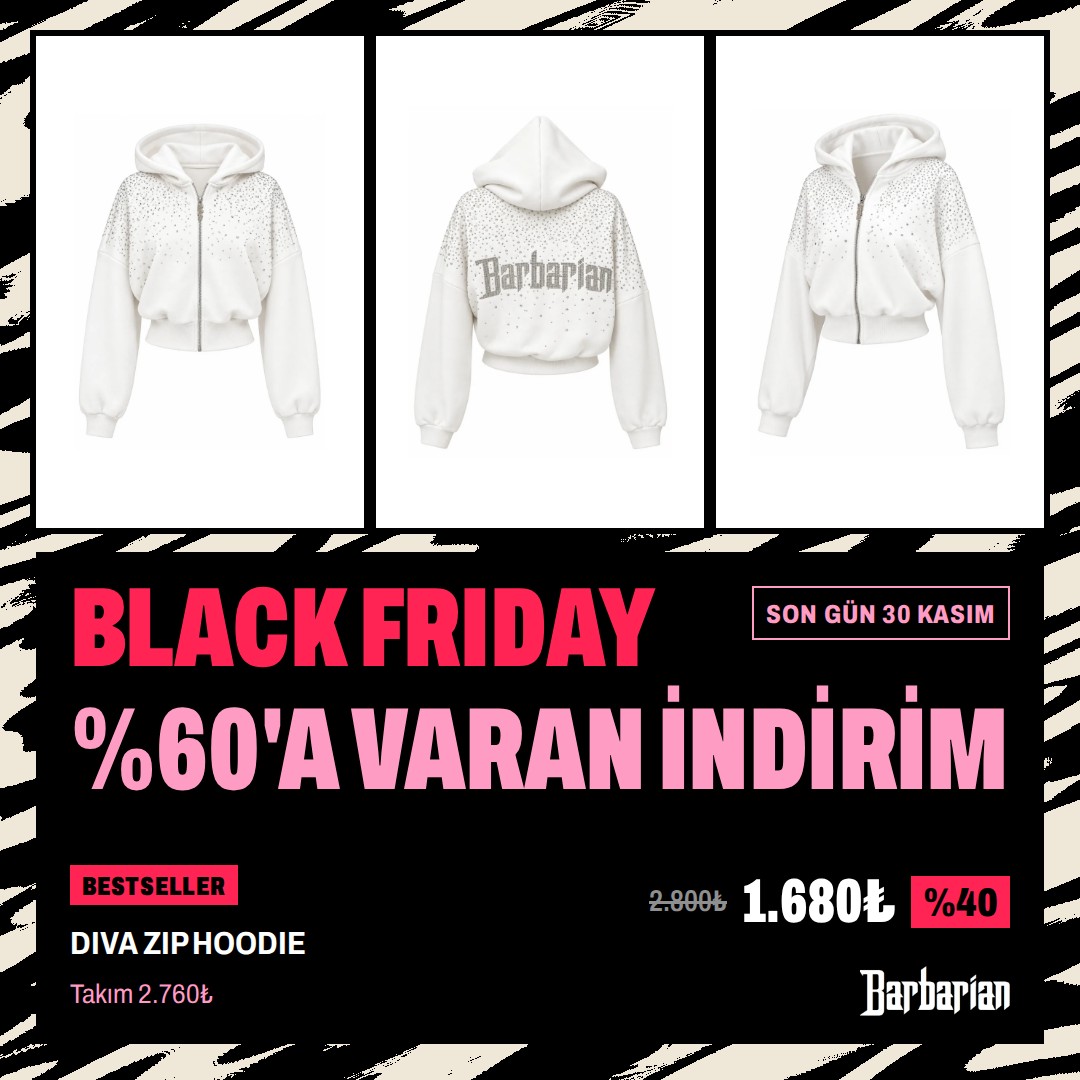 Barbarian
BLACK FRIDAY
SON GÜN 30 KASIM
%60'A VARAN İNDİRİM
BESTSELLER
2.800₺ 1.680₺ %40
DIVA ZIP HOODIE
Takım 2.760₺
Barbarian